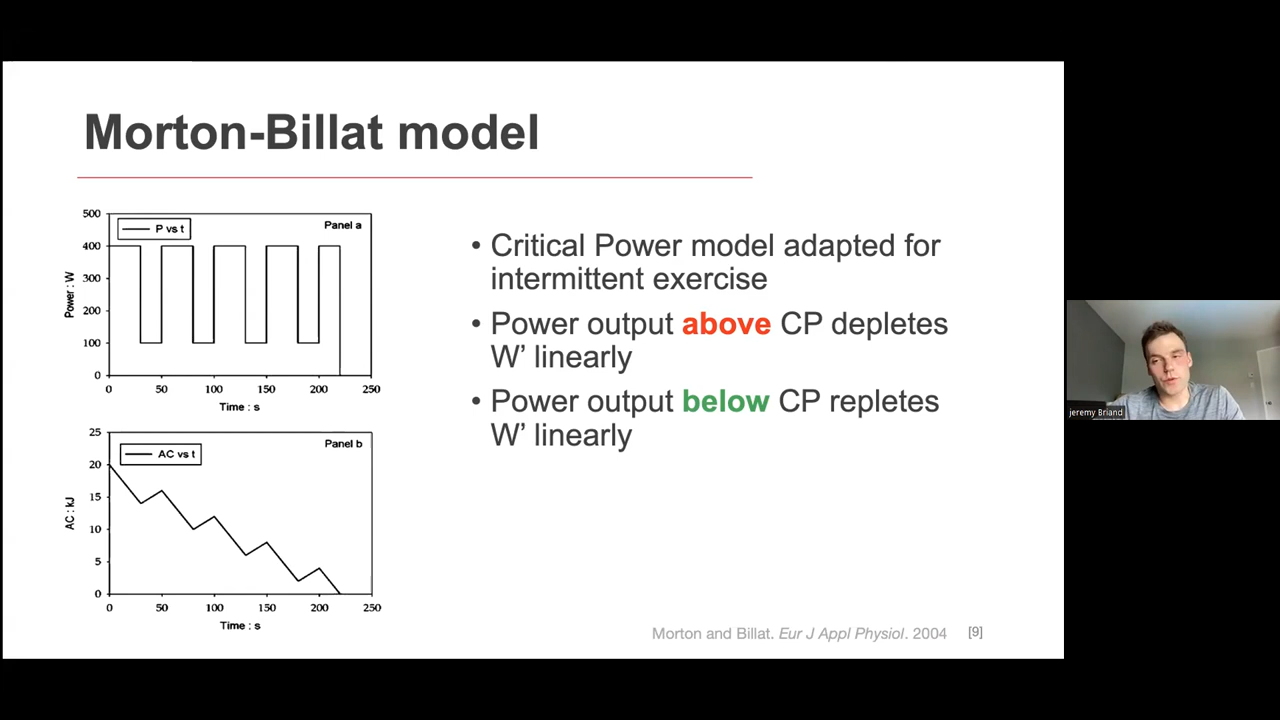 Morton-Billat model
500
400
300
200
100
0
Power : W
P vs t
Panel a
0 50 100 150 200 250
Time : s
25
20
15
10
5
0
AC : kJ
AC vs t
Panel b
0 50 100 150 200 250
Time : s
• Critical Power model adapted for
intermittent exercise
• Power output above CP depletes
W’ linearly
• Power output below CP repletes
W’ linearly
Morton and Billat. Eur J Appl Physiol. 2004 [9]
jeremy Briand